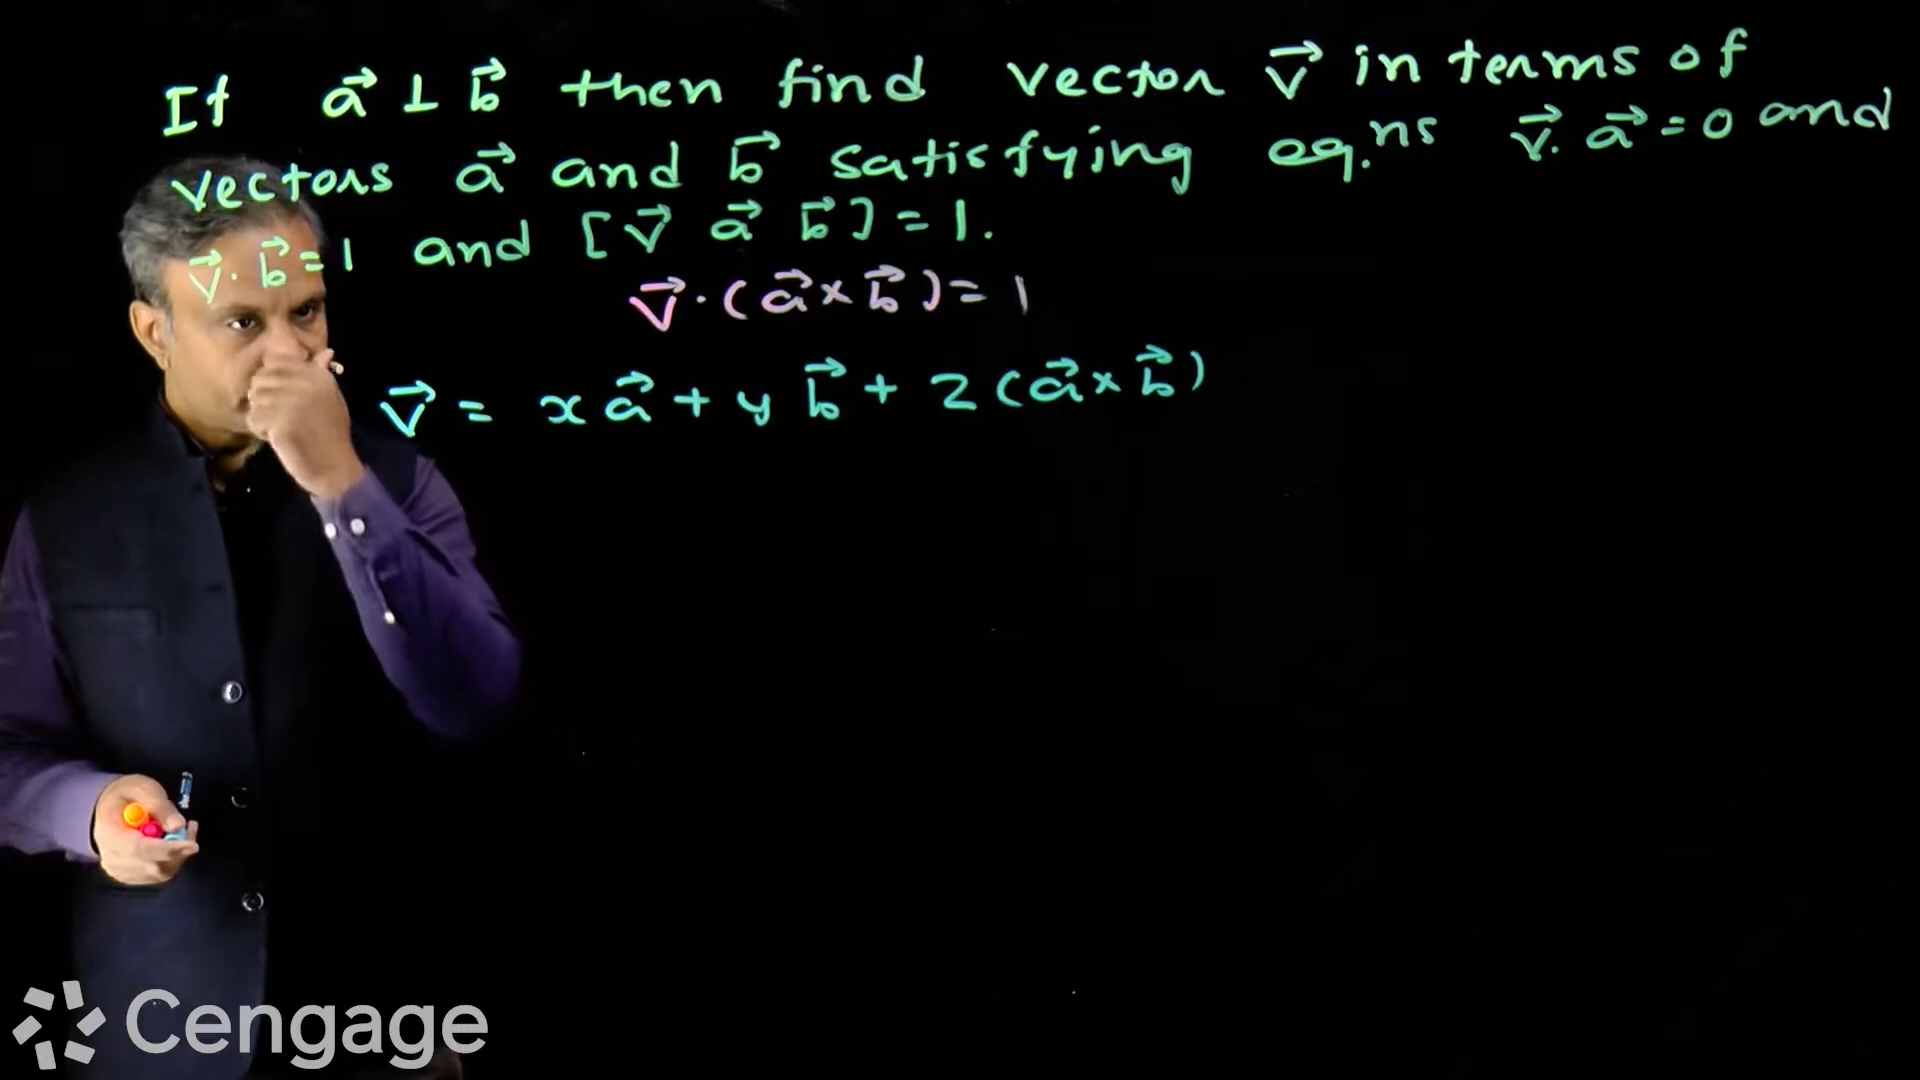 If a⃗ ⊥ b⃗ then find vector v⃗ in terms of
vectors a⃗ and b⃗ satisfying eq.ns v⃗. a⃗ = 0 and
v⃗. b⃗ = 1 and [v⃗ a⃗ b⃗] = 1.
v⃗. (a⃗ × b⃗) = 1
v⃗ = x a⃗ + y b⃗ + z (a⃗ × b⃗)
Cengage